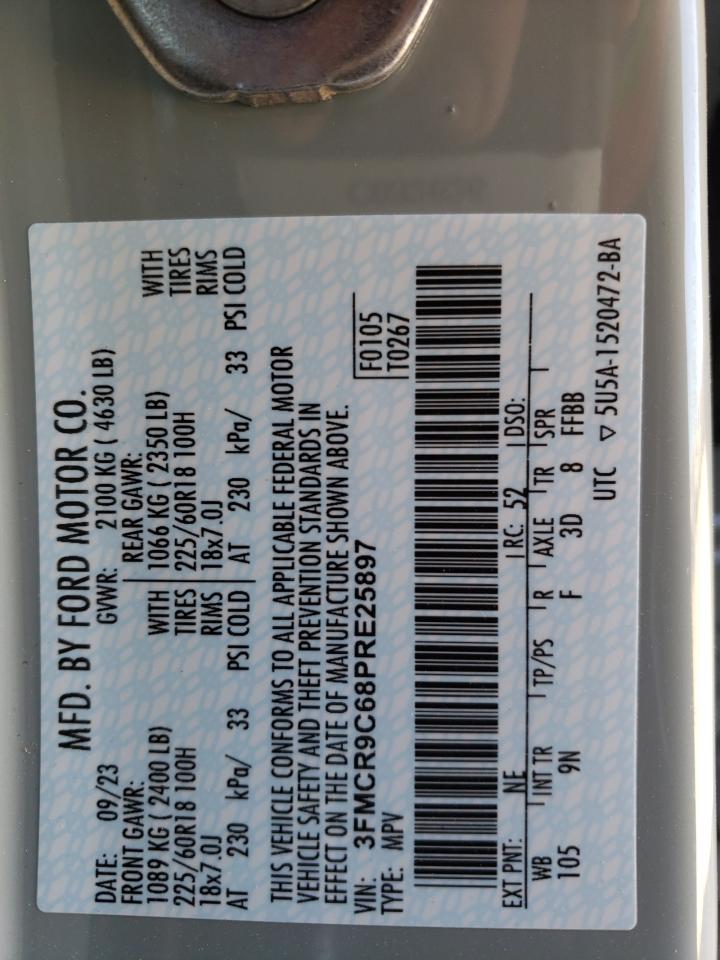 MFD. BY FORD MOTOR CO.
DATE: 09/23 GVWR: 2100 KG ( 4630 LB)
FRONT GAWR: REAR GAWR:
1089 KG ( 2400 LB) WITH 1066 KG ( 2350 LB) WITH
225/60R18 100H TIRES 225/60R18 100H TIRES
18x7.0J RIMS 18x7.0J RIMS
AT 230 kPa/ 33 PSI COLD AT 230 kPa/ 33 PSI COLD
THIS VEHICLE CONFORMS TO ALL APPLICABLE FEDERAL MOTOR
VEHICLE SAFETY AND THEFT PREVENTION STANDARDS IN
EFFECT ON THE DATE OF MANUFACTURE SHOWN ABOVE.
VIN: 3FMCR9C68PRE25897 F0105
TYPE: MPV T0267
EXT PNT: NE RC: 52 DSO:
WB INT TR TP/PS R AXLE TR SPR
105 9N F 3D 8 FFBB
UTC ▽ 5U5A-1520472-BA